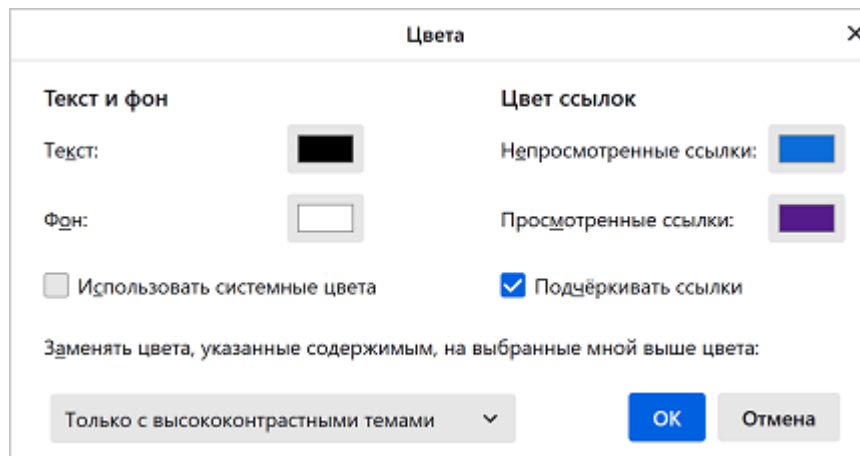 Цвета
Текст и фон
Цвет ссылок
Текст:
Непросмотренные ссылки:
Фон:
Просмотренные ссылки:
Использовать системные цвета
Подчёркивать ссылки
Заменять цвета, указанные содержимым, на выбранные мной выше цвета:
Только с высококонтрастными темами
ОК
Отмена